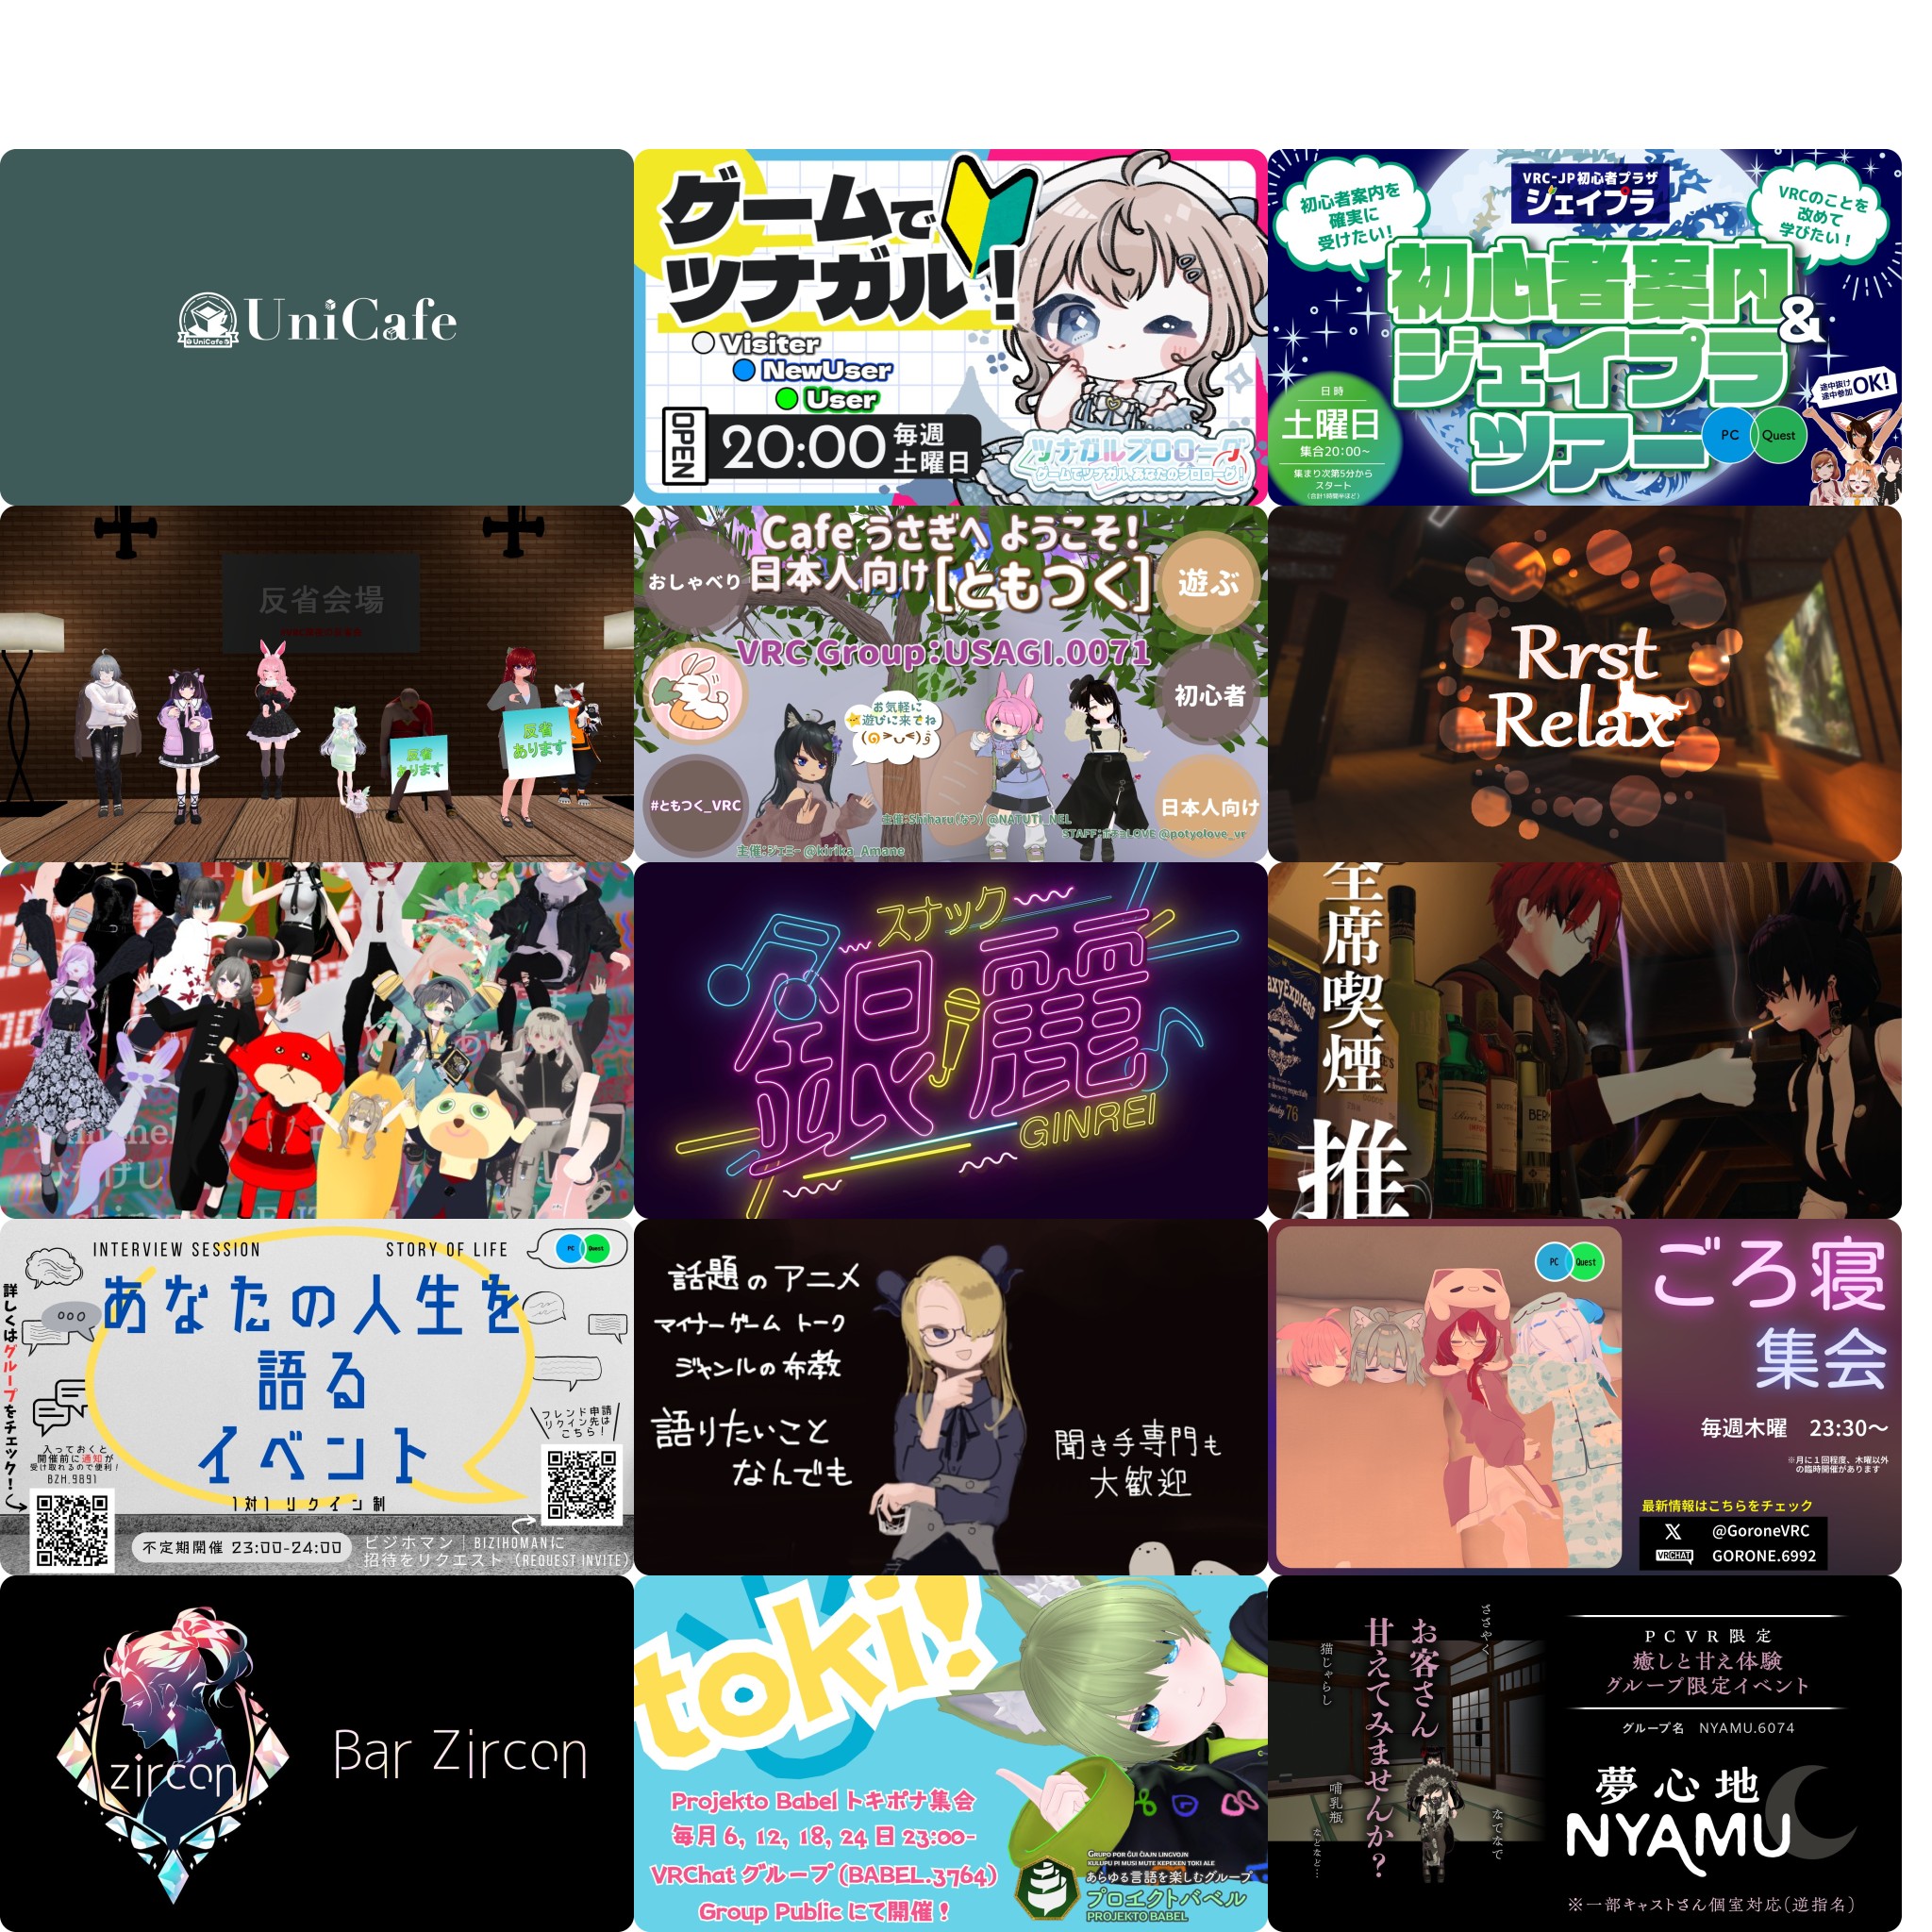 UniCafe
UniCafe
ゲームで
ツナガル!
Visiter
NewUser
User
OPEN
20:00 毎週
土曜日
ツナガルプロローグ
ゲームでツナガル、あなたのプロローグ!
VRC-JP初心者プラザ
ジェイプラ
初心者案内を
確実に
受けたい!
VRCのことを
改めて
学びたい!
初心者案内
&
ジェイプラ
ツアー
日時
土曜日
集合20:00~
集まり次第5分から
スタート
(合計1時間半ほど)
PC Quest
途中抜け
途中参加 OK!
反省会場
反省
あります
反省
あります
Cafe うさぎへ ようこそ!
日本人向け[ともつく]
おしゃべり
遊ぶ
VRC Group:USAGI.0071
初心者
お気軽に
遊びに来てね
#ともつく_VRC
日本人向け
主催:Shiharu(なつ) @NATUTI_NEL
STAFF:ポチョLOVE @potyolove_vr
主催:ジェミー @kirika_Amane
Rrst
Relax
スナック
銀麗
GINREI
全席喫煙
推
INTERVIEW SESSION
STORY OF LIFE
PC Quest
あなたの人生を
語る
イベント
1対1リクイン制
詳しくはグループをチェック!
入っておくと
開催前に通知が
受け取れるので便利!
BZH.9891
フレンド申請
リクイン先は
こちら!
不定期開催 23:00-24:00
ビジホマン|BIZIHOMANに
招待をリクエスト (REQUEST INVITE)
話題のアニメ
マイナーゲーム トーク
ジャンルの布教
語りたいこと
なんでも
聞き手専門も
大歓迎
PC Quest
ごろ寝
集会
毎週木曜 23:30~
※月に1回程度、木曜以外
の臨時開催があります
最新情報はこちらをチェック
X @GoroneVRC
VRCHAT GORONE.6992
zircon
Bar Zircon
toki!
Projekto Babel トキポナ集会
毎月 6, 12, 18, 24 日 23:00-
VRChat グループ (BABEL.3764)
Group Public にて開催!
GRUPO POR ĜUI ĈIAJN LINGVOJN
KULUPU PI MUSI MUTE KEPEKEN TOKI ALE
あらゆる言語を楽しむグループ
プロエクトバベル
PROJEKTO BABEL
お客さん
甘えてみませんか?
ささやく
猫じゃらし
哺乳瓶
なでなで
などなど…
PCVR限定
癒しと甘え体験
グループ限定イベント
グループ名 NYAMU.6074
夢心地
NYAMU
※一部キャストさん個室対応(逆指名)